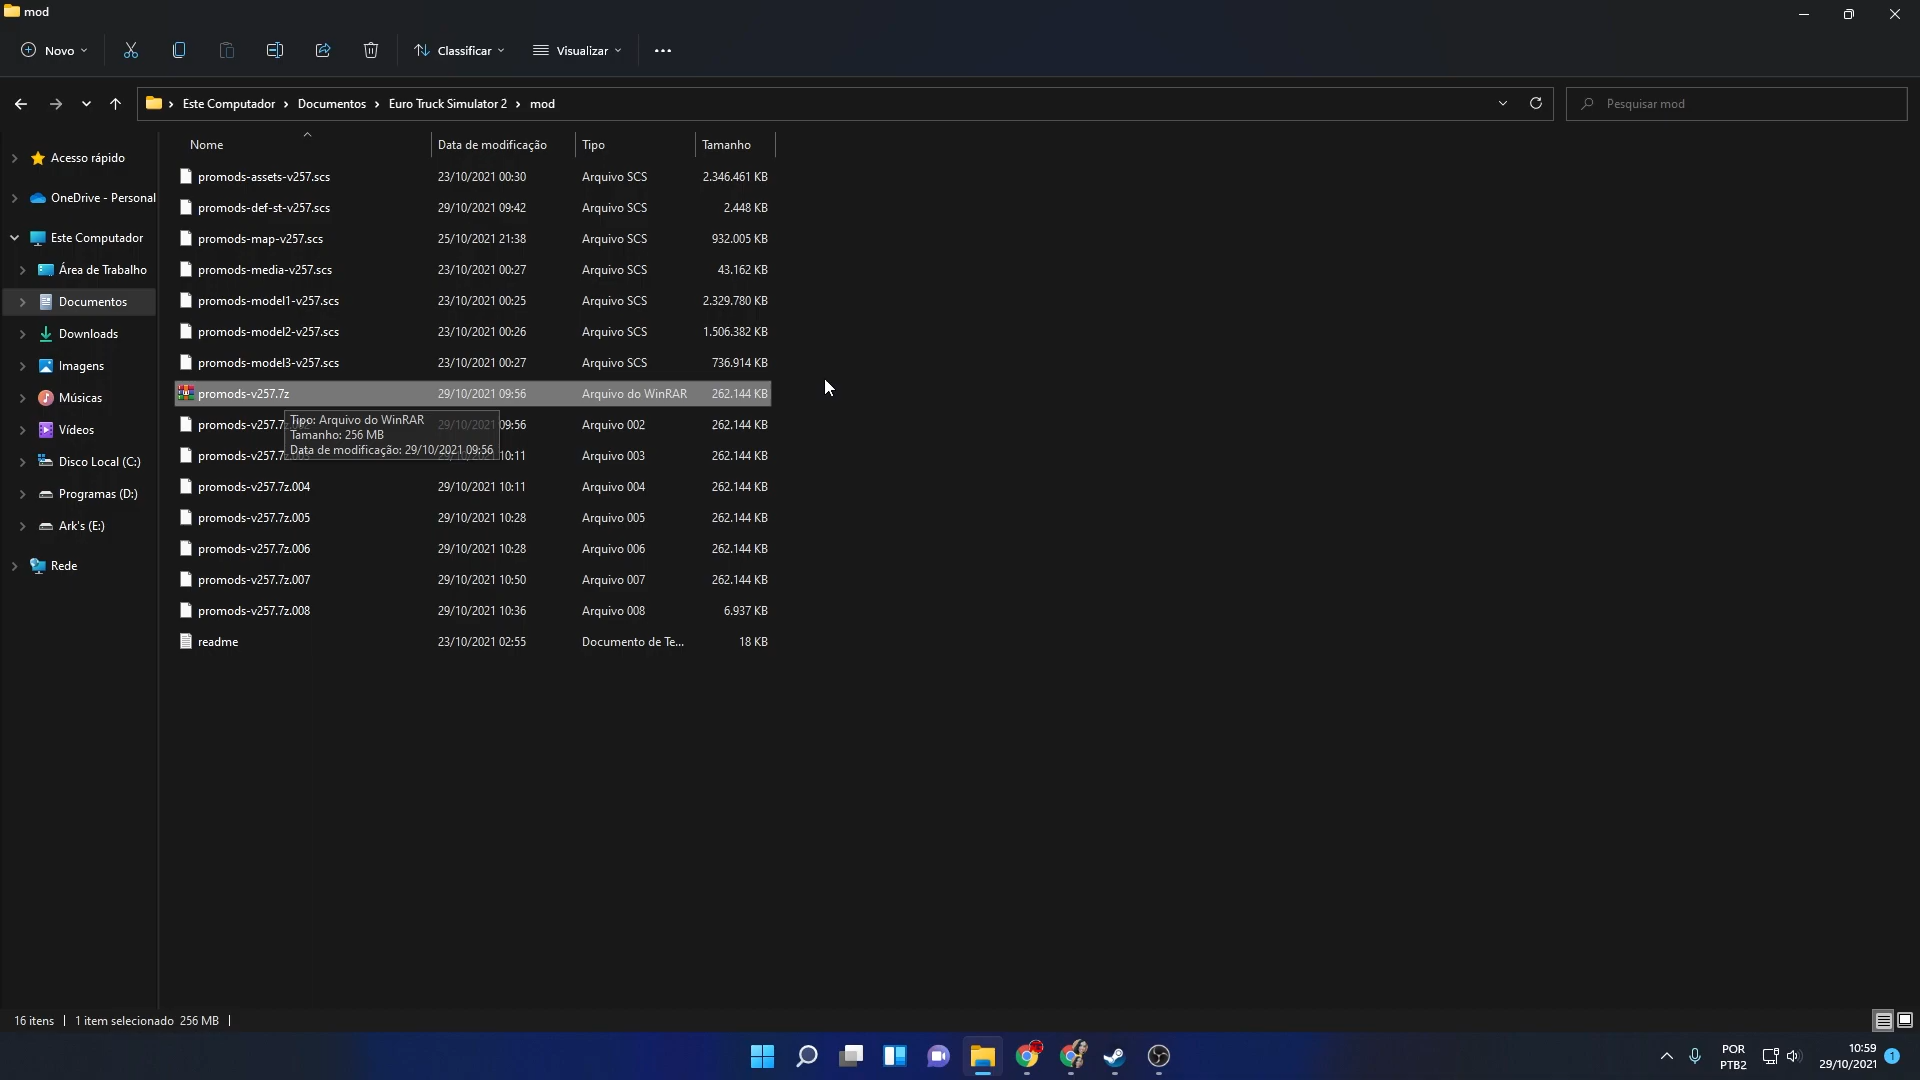 mod
Novo
Classificar
Visualizar
Este Computador > Documentos > Euro Truck Simulator 2 > mod
Pesquisar mod
Acesso rápido
OneDrive - Personal
Este Computador
Área de Trabalho
Documentos
Downloads
Imagens
Músicas
Vídeos
Disco Local (C:)
Programas (D:)
Ark's (E:)
Rede
Nome Data de modificação Tipo Tamanho
promods-assets-v257.scs 23/10/2021 00:30 Arquivo SCS 2.346.461 KB
promods-def-st-v257.scs 29/10/2021 09:42 Arquivo SCS 2.448 KB
promods-map-v257.scs 25/10/2021 21:38 Arquivo SCS 932.005 KB
promods-media-v257.scs 23/10/2021 00:27 Arquivo SCS 43.162 KB
promods-model1-v257.scs 23/10/2021 00:25 Arquivo SCS 2.329.780 KB
promods-model2-v257.scs 23/10/2021 00:26 Arquivo SCS 1.506.382 KB
promods-model3-v257.scs 23/10/2021 00:27 Arquivo SCS 736.914 KB
promods-v257.7z 29/10/2021 09:56 Arquivo do WinRAR 262.144 KB
promods-v257.7 29/10/2021 09:56 Arquivo 002 262.144 KB
promods-v257.7 10:11 Arquivo 003 262.144 KB
Tipo: Arquivo do WinRAR
Tamanho: 256 MB
Data de modificação: 29/10/2021 09:56
promods-v257.7z.004 29/10/2021 10:11 Arquivo 004 262.144 KB
promods-v257.7z.005 29/10/2021 10:28 Arquivo 005 262.144 KB
promods-v257.7z.006 29/10/2021 10:28 Arquivo 006 262.144 KB
promods-v257.7z.007 29/10/2021 10:50 Arquivo 007 262.144 KB
promods-v257.7z.008 29/10/2021 10:36 Arquivo 008 6.937 KB
readme 23/10/2021 02:55 Documento de Te... 18 KB
16 itens | 1 item selecionado 256 MB |
POR
PTB2
10:59
29/10/2021
1